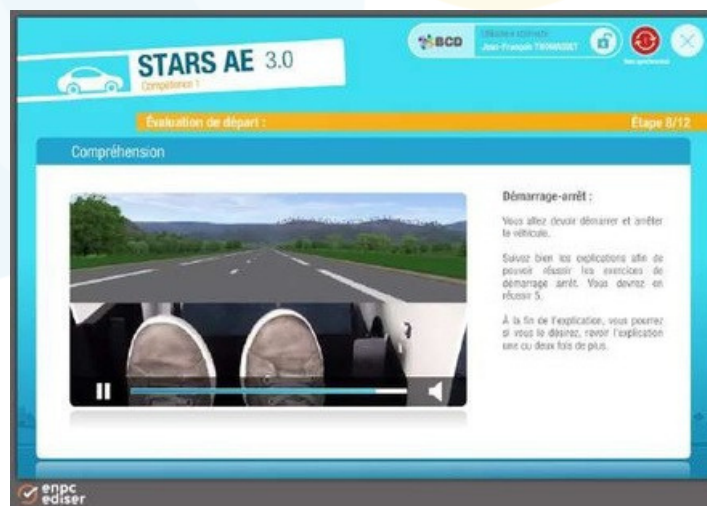 BCD
Jean-François
STARS AE 3.0
Compétence 1
Évaluation de départ :
Étape 8/12
Compréhension
Démarrage-arrêt :
Vous allez devoir démarrer et arrêter
le véhicule.
Suivez bien les explications afin de
pouvoir réussir les exercices de
démarrage arrêt. Vous devrez en
réussir 5.
À la fin de l'explication, vous pourrez
si vous le désirez, revoir l'explication
une ou deux fois de plus.
enpc
ediser